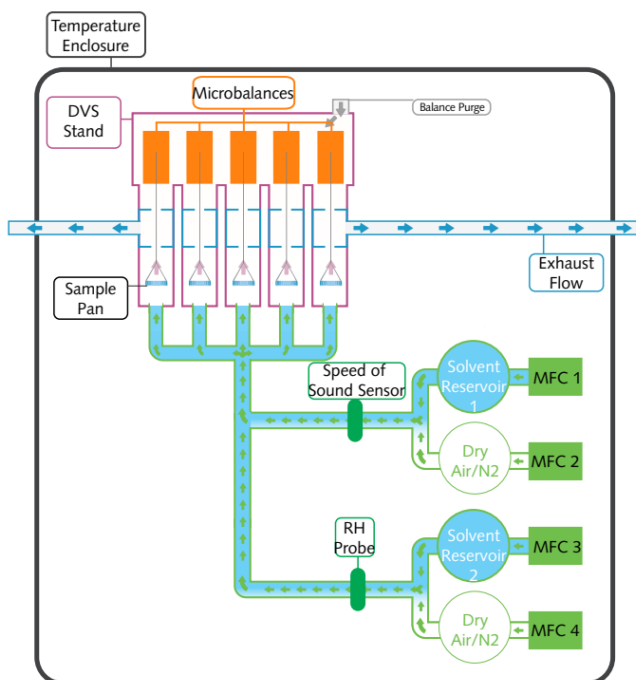 Temperature
Enclosure
Microbalances
Balance Purge
DVS
Stand
Exhaust
Flow
Sample
Pan
Speed of
Sound Sensor
Solvent
Reservoir
1
MFC 1
Dry
Air/N2
MFC 2
RH
Probe
Solvent
Reservoir
2
MFC 3
Dry
Air/N2
MFC 4